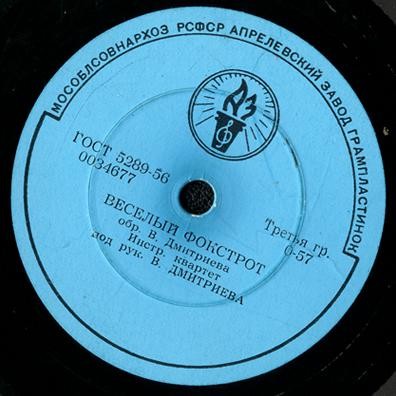 МОСОБЛСОВНАРХОЗ РСФСР АПРЕЛЕВСКИЙ ЗАВОД ГРАМПЛАСТИНОК
АЗ
ГОСТ 5289-56
0034677
Третья гр.
0-57
ВЕСЕЛЫЙ ФОКСТРОТ
обр. В. Дмитриева
Инстр. квартет
под рук. В. ДМИТРИЕВА